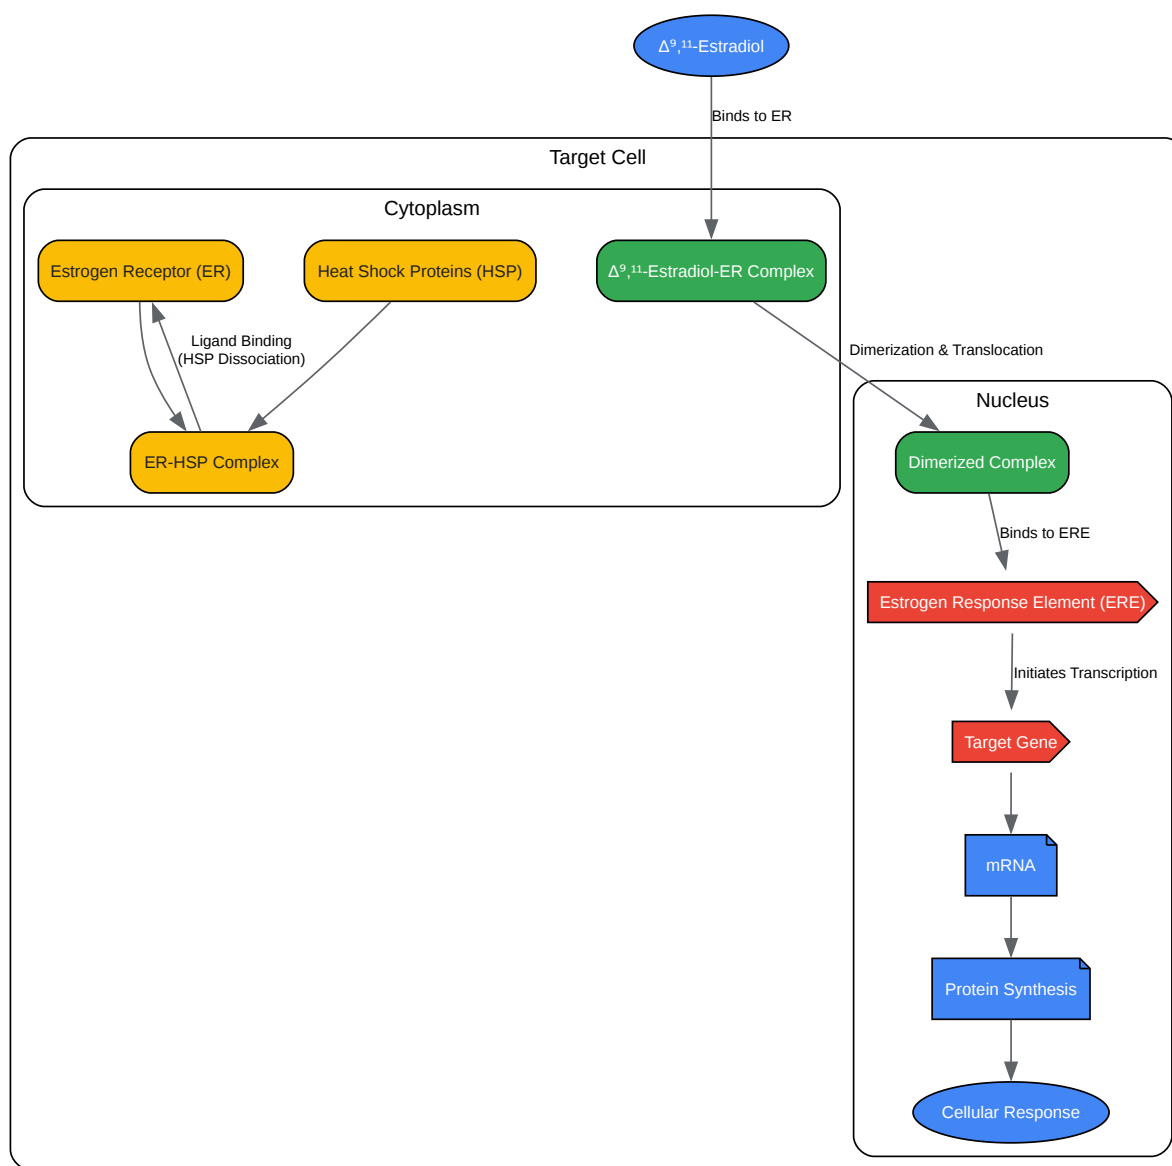 Δ⁹,¹¹-Estradiol
Binds to ER
Target Cell
Cytoplasm
Estrogen Receptor (ER)
Heat Shock Proteins (HSP)
Δ⁹,¹¹-Estradiol-ER Complex
Ligand Binding
(HSP Dissociation)
Dimerization & Translocation
Nucleus
ER-HSP Complex
Dimerized Complex
Binds to ERE
Estrogen Response Element (ERE)
Initiates Transcription
Target Gene
mRNA
Protein Synthesis
Cellular Response